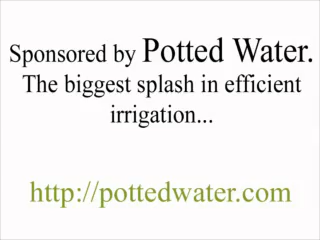 Sponsored by Potted Water.
The biggest splash in efficient
irrigation...
http://pottedwater.com